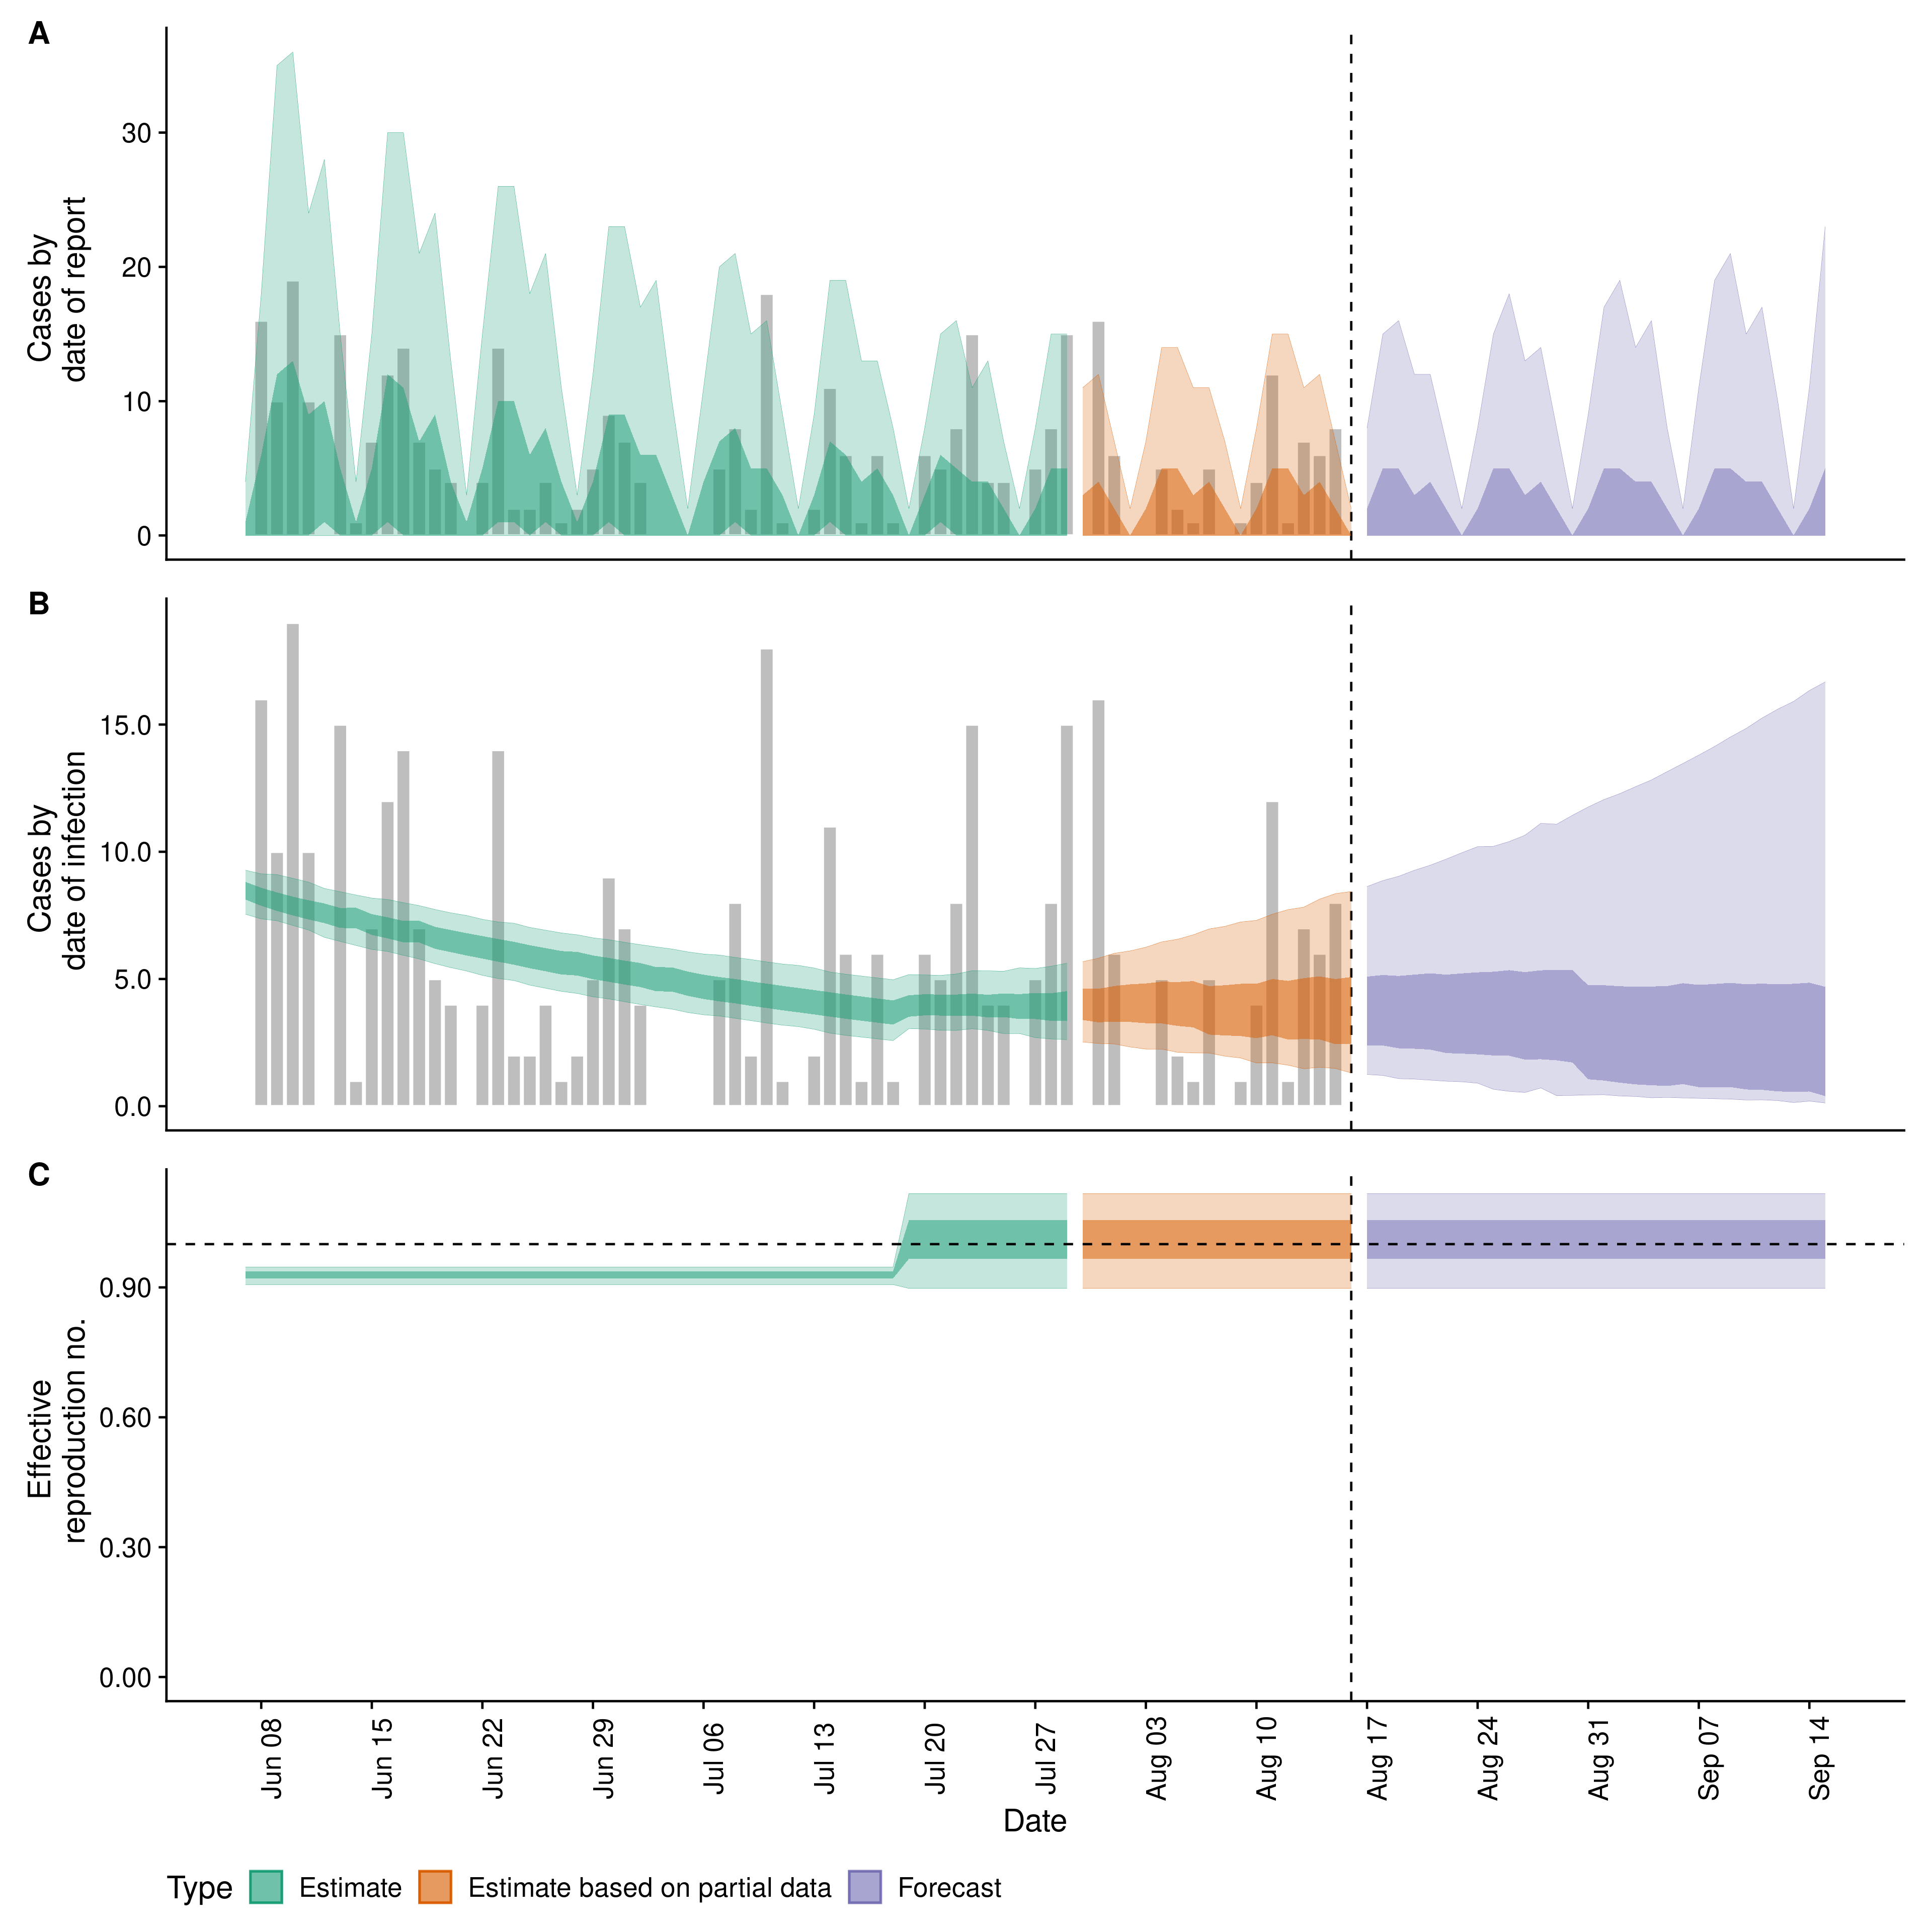 A
Cases by
date of report
30
20
10
0
B
Cases by
date of infection
15.0
10.0
5.0
0.0
C
Effective
reproduction no.
0.90
0.60
0.30
0.00
Jun 08
Jun 15
Jun 22
Jun 29
Jul 06
Jul 13
Jul 20
Jul 27
Aug 03
Aug 10
Aug 17
Aug 24
Aug 31
Sep 07
Sep 14
Date
Type Estimate Estimate based on partial data Forecast